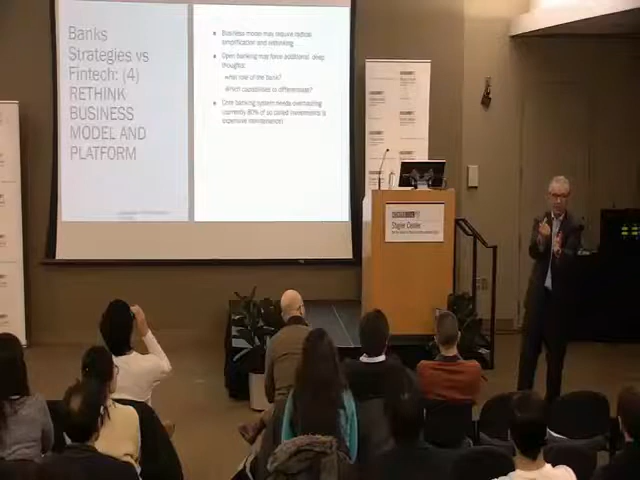 Banks
Strategies vs
Fintech: (4)
RETHINK
BUSINESS
MODEL AND
PLATFORM
Business model may require radical
simplification and rethinking
Open banking may force additional, deep
thoughts:
what role of the bank?
which capabilities to differentiate?
Core banking system needs overhauling
(currently 80% of so called investments is
expensive maintenance)
Center